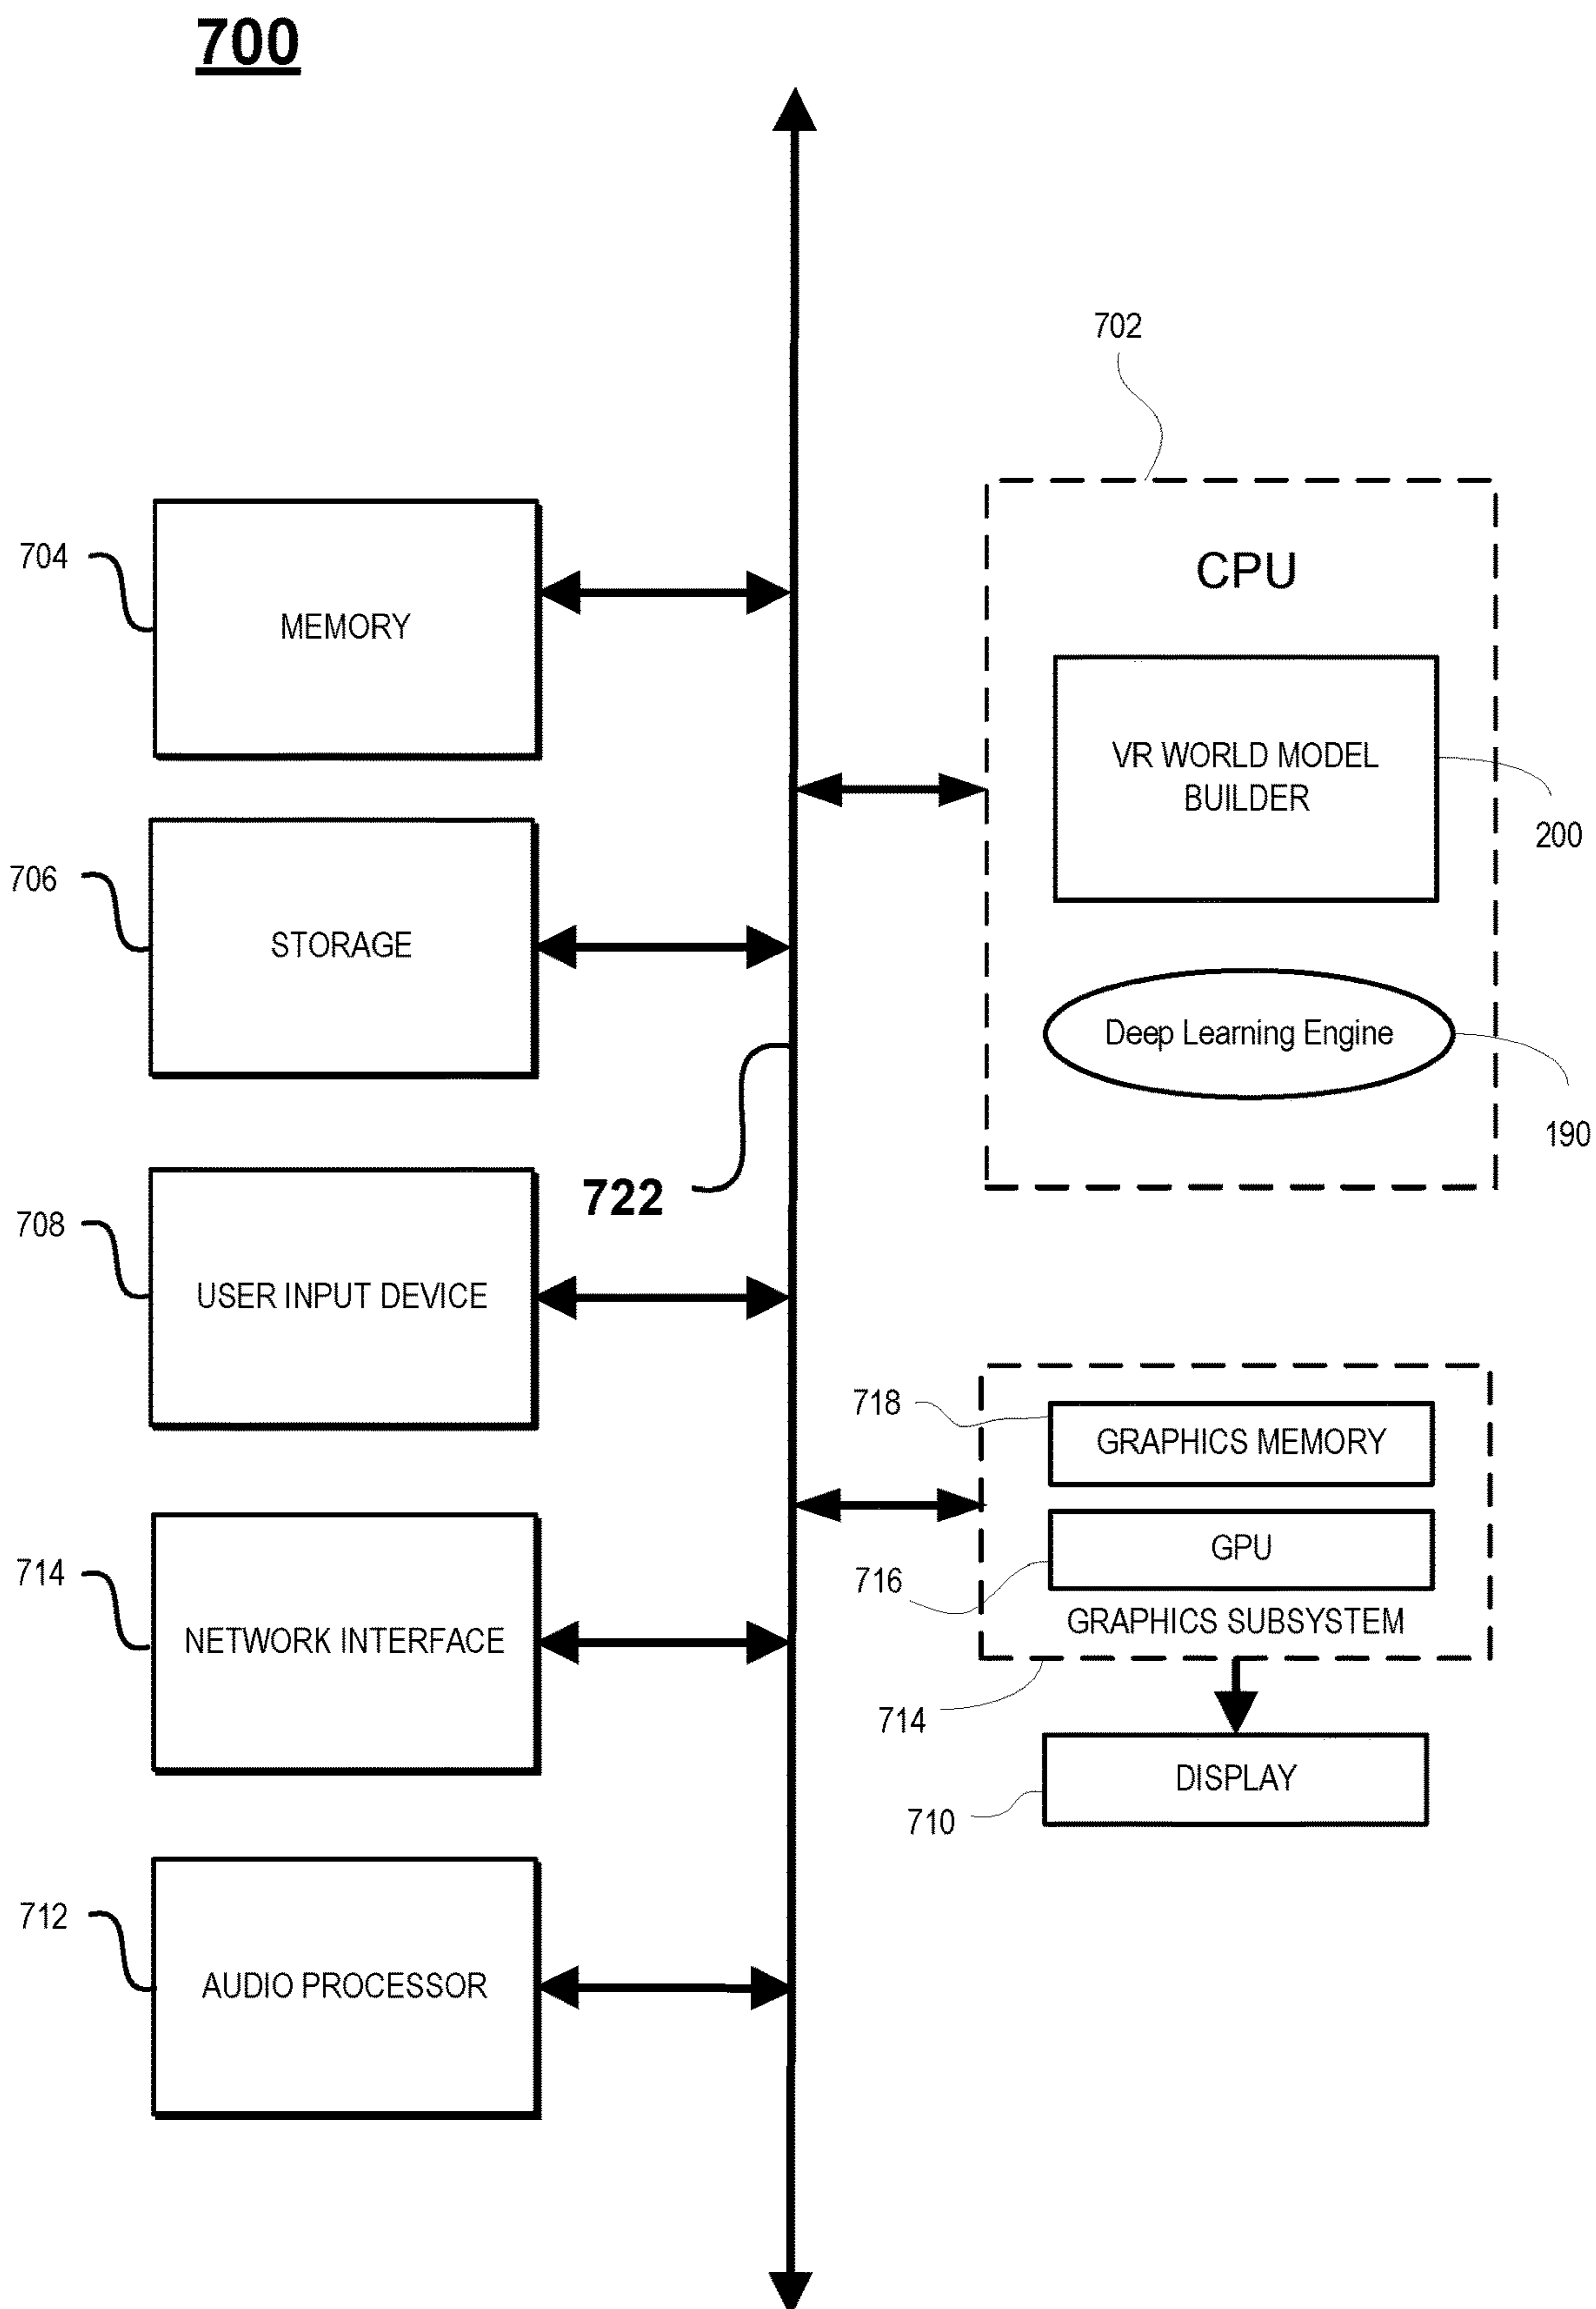 700
702
CPU
704
MEMORY
VR WORLD MODEL
BUILDER
200
706
STORAGE
Deep Learning Engine
190
722
708
USER INPUT DEVICE
718
GRAPHICS MEMORY
GPU
716
GRAPHICS SUBSYSTEM
714
NETWORK INTERFACE
714
DISPLAY
710
712
AUDIO PROCESSOR